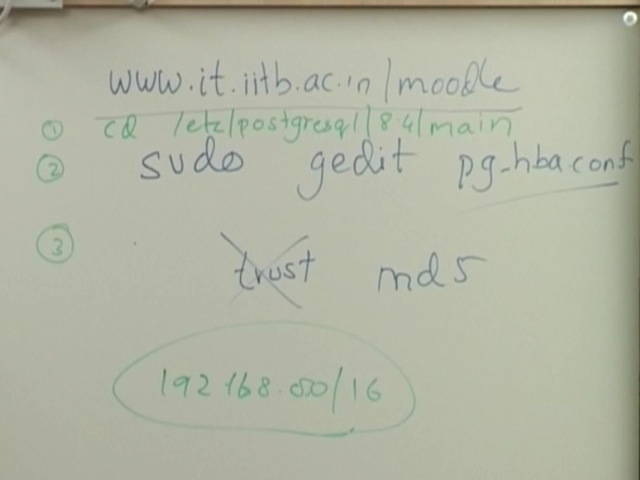 www.it.iitb.ac.in/moodle
① cd /etc/postgresql/8.4/main
② sudo gedit pg-hba.conf
③ trust md5
192.168.0.0/16